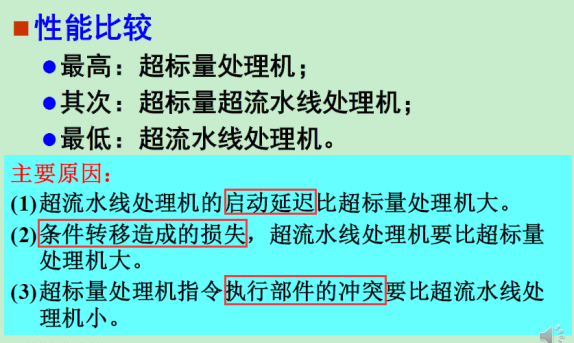 性能比较
最高：超标量处理机；
其次：超标量超流水线处理机；
最低：超流水线处理机。
主要原因：
(1)超流水线处理机的启动延迟比超标量处理机大。
(2)条件转移造成的损失，超流水线处理机要比超标量
处理机大。
(3)超标量处理机指令执行部件的冲突要比超流水线处
理机小。